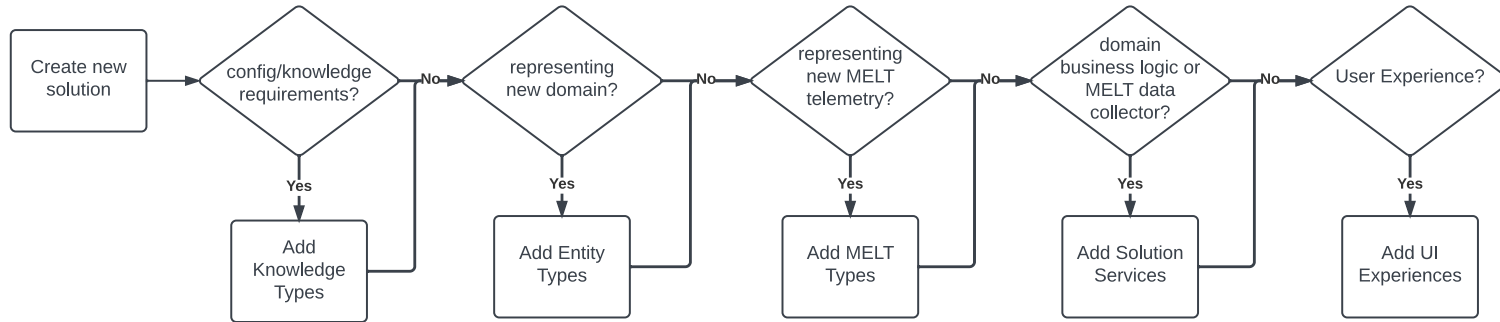 Create new
solution
config/knowledge
requirements?
No
Yes
Add
Knowledge
Types
representing
new domain?
No
Yes
Add Entity
Types
representing
new MELT
telemetry?
No
Yes
Add MELT
Types
domain
business logic or
MELT data
collector?
No
Yes
Add Solution
Services
User Experience?
Yes
Add UI
Experiences